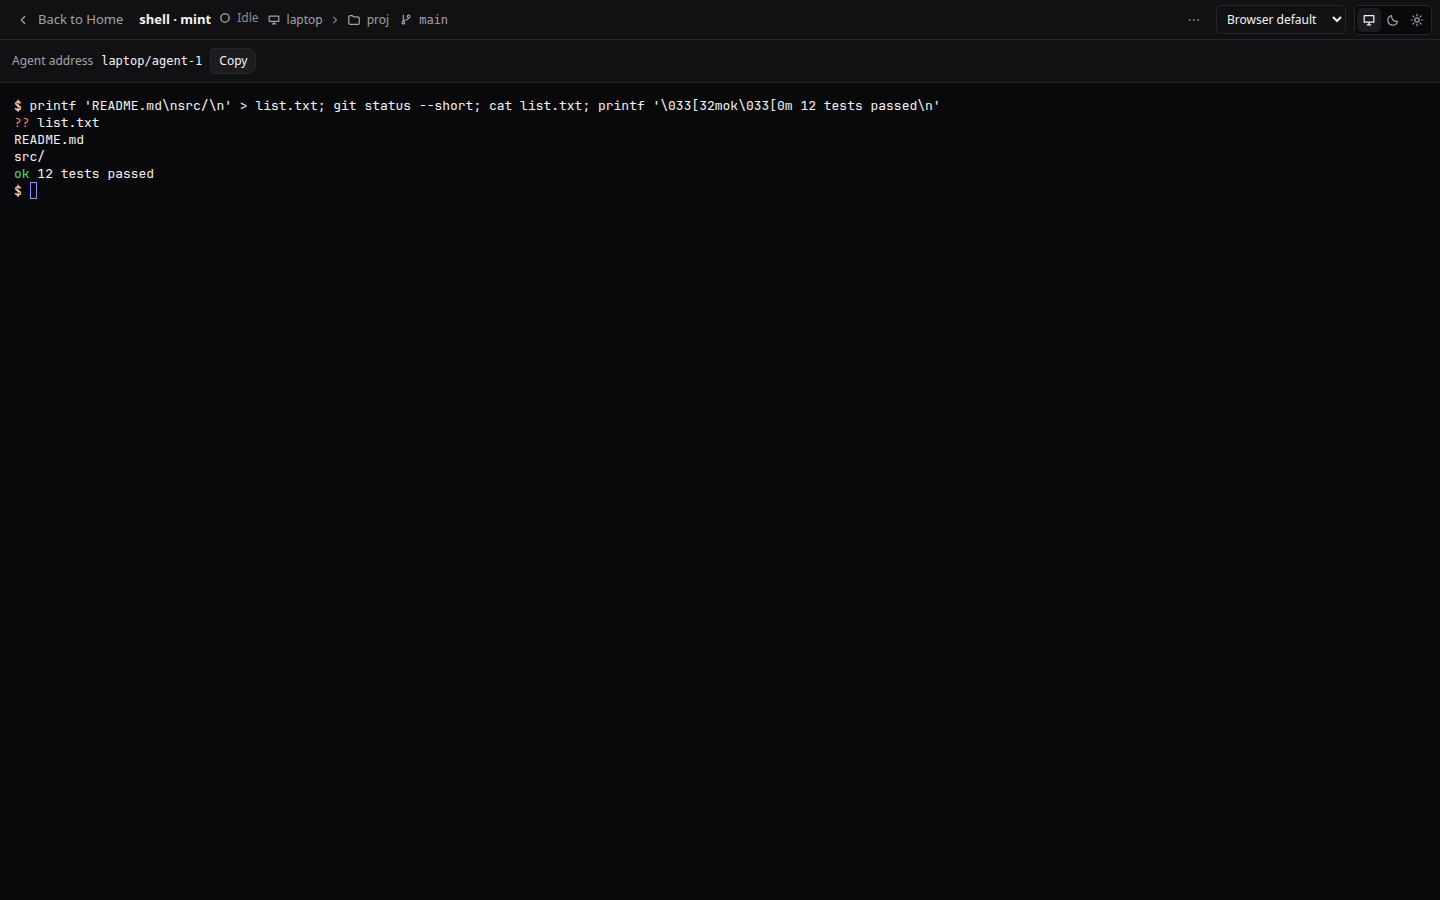 Back to Home shell · mint Idle laptop proj main ... Browser default
Agent address laptop/agent-1 Copy
$ printf 'README.md\nsrc/\n' > list.txt; git status --short; cat list.txt; printf '\033[32mok\033[0m 12 tests passed\n'
?? list.txt
README.md
src/
ok 12 tests passed
$